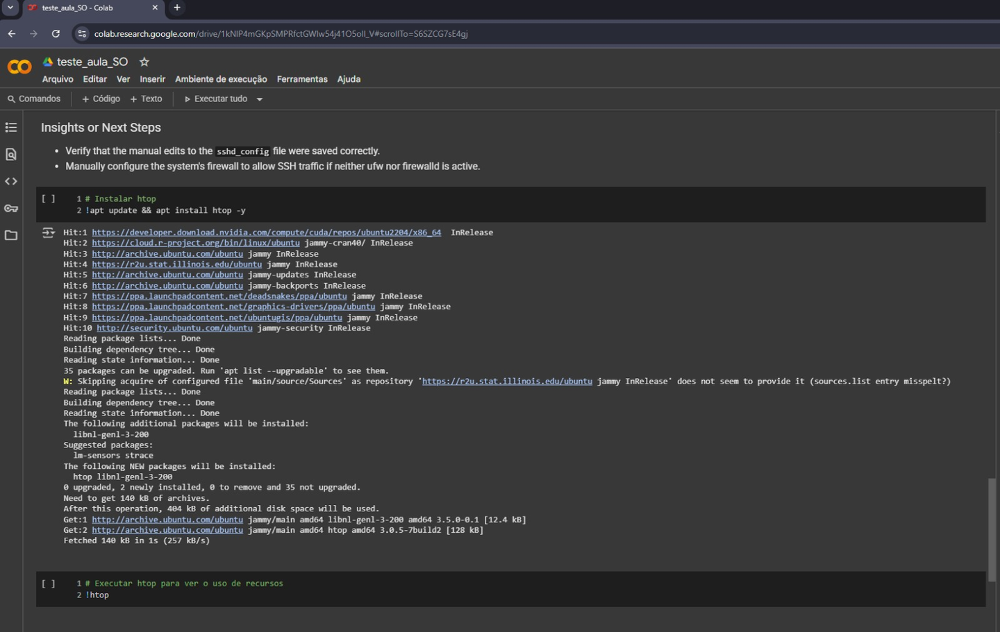 teste_aula_SO - Colab
colab.research.google.com/drive/1kNIP4mGKpSMPRfctGWlw54j41O5oll_V#scrollTo=S6SZCG7sE4gj
teste_aula_SO
Arquivo Editar Ver Inserir Ambiente de execução Ferramentas Ajuda
Comandos + Código + Texto Executar tudo
Insights or Next Steps
• Verify that the manual edits to the sshd_config file were saved correctly.
• Manually configure the system's firewall to allow SSH traffic if neither ufw nor firewalld is active.
[ ] 1 # Instalar htop
2 !apt update && apt install htop -y
Hit:1 https://developer.download.nvidia.com/compute/cuda/repos/ubuntu2204/x86_64 InRelease
Hit:2 https://cloud.r-project.org/bin/linux/ubuntu jammy-cran40/ InRelease
Hit:3 http://archive.ubuntu.com/ubuntu jammy InRelease
Hit:4 https://r2u.stat.illinois.edu/ubuntu jammy InRelease
Hit:5 http://archive.ubuntu.com/ubuntu jammy-updates InRelease
Hit:6 http://archive.ubuntu.com/ubuntu jammy-backports InRelease
Hit:7 https://ppa.launchpadcontent.net/deadsnakes/ppa/ubuntu jammy InRelease
Hit:8 https://ppa.launchpadcontent.net/graphics-drivers/ppa/ubuntu jammy InRelease
Hit:9 https://ppa.launchpadcontent.net/ubuntugis/ppa/ubuntu jammy InRelease
Hit:10 http://security.ubuntu.com/ubuntu jammy-security InRelease
Reading package lists... Done
Building dependency tree... Done
Reading state information... Done
35 packages can be upgraded. Run 'apt list --upgradable' to see them.
W: Skipping acquire of configured file 'main/source/Sources' as repository 'https://r2u.stat.illinois.edu/ubuntu jammy InRelease' does not seem to provide it (sources.list entry misspelt?)
Reading package lists... Done
Building dependency tree... Done
Reading state information... Done
The following additional packages will be installed:
libnl-genl-3-200
Suggested packages:
lm-sensors strace
The following NEW packages will be installed:
htop libnl-genl-3-200
0 upgraded, 2 newly installed, 0 to remove and 35 not upgraded.
Need to get 140 kB of archives.
After this operation, 404 kB of additional disk space will be used.
Get:1 http://archive.ubuntu.com/ubuntu jammy/main amd64 libnl-genl-3-200 amd64 3.5.0-0.1 [12.4 kB]
Get:2 http://archive.ubuntu.com/ubuntu jammy/main amd64 htop amd64 3.0.5-7build2 [128 kB]
Fetched 140 kB in 1s (257 kB/s)
[ ] 1 # Executar htop para ver o uso de recursos
2 !htop